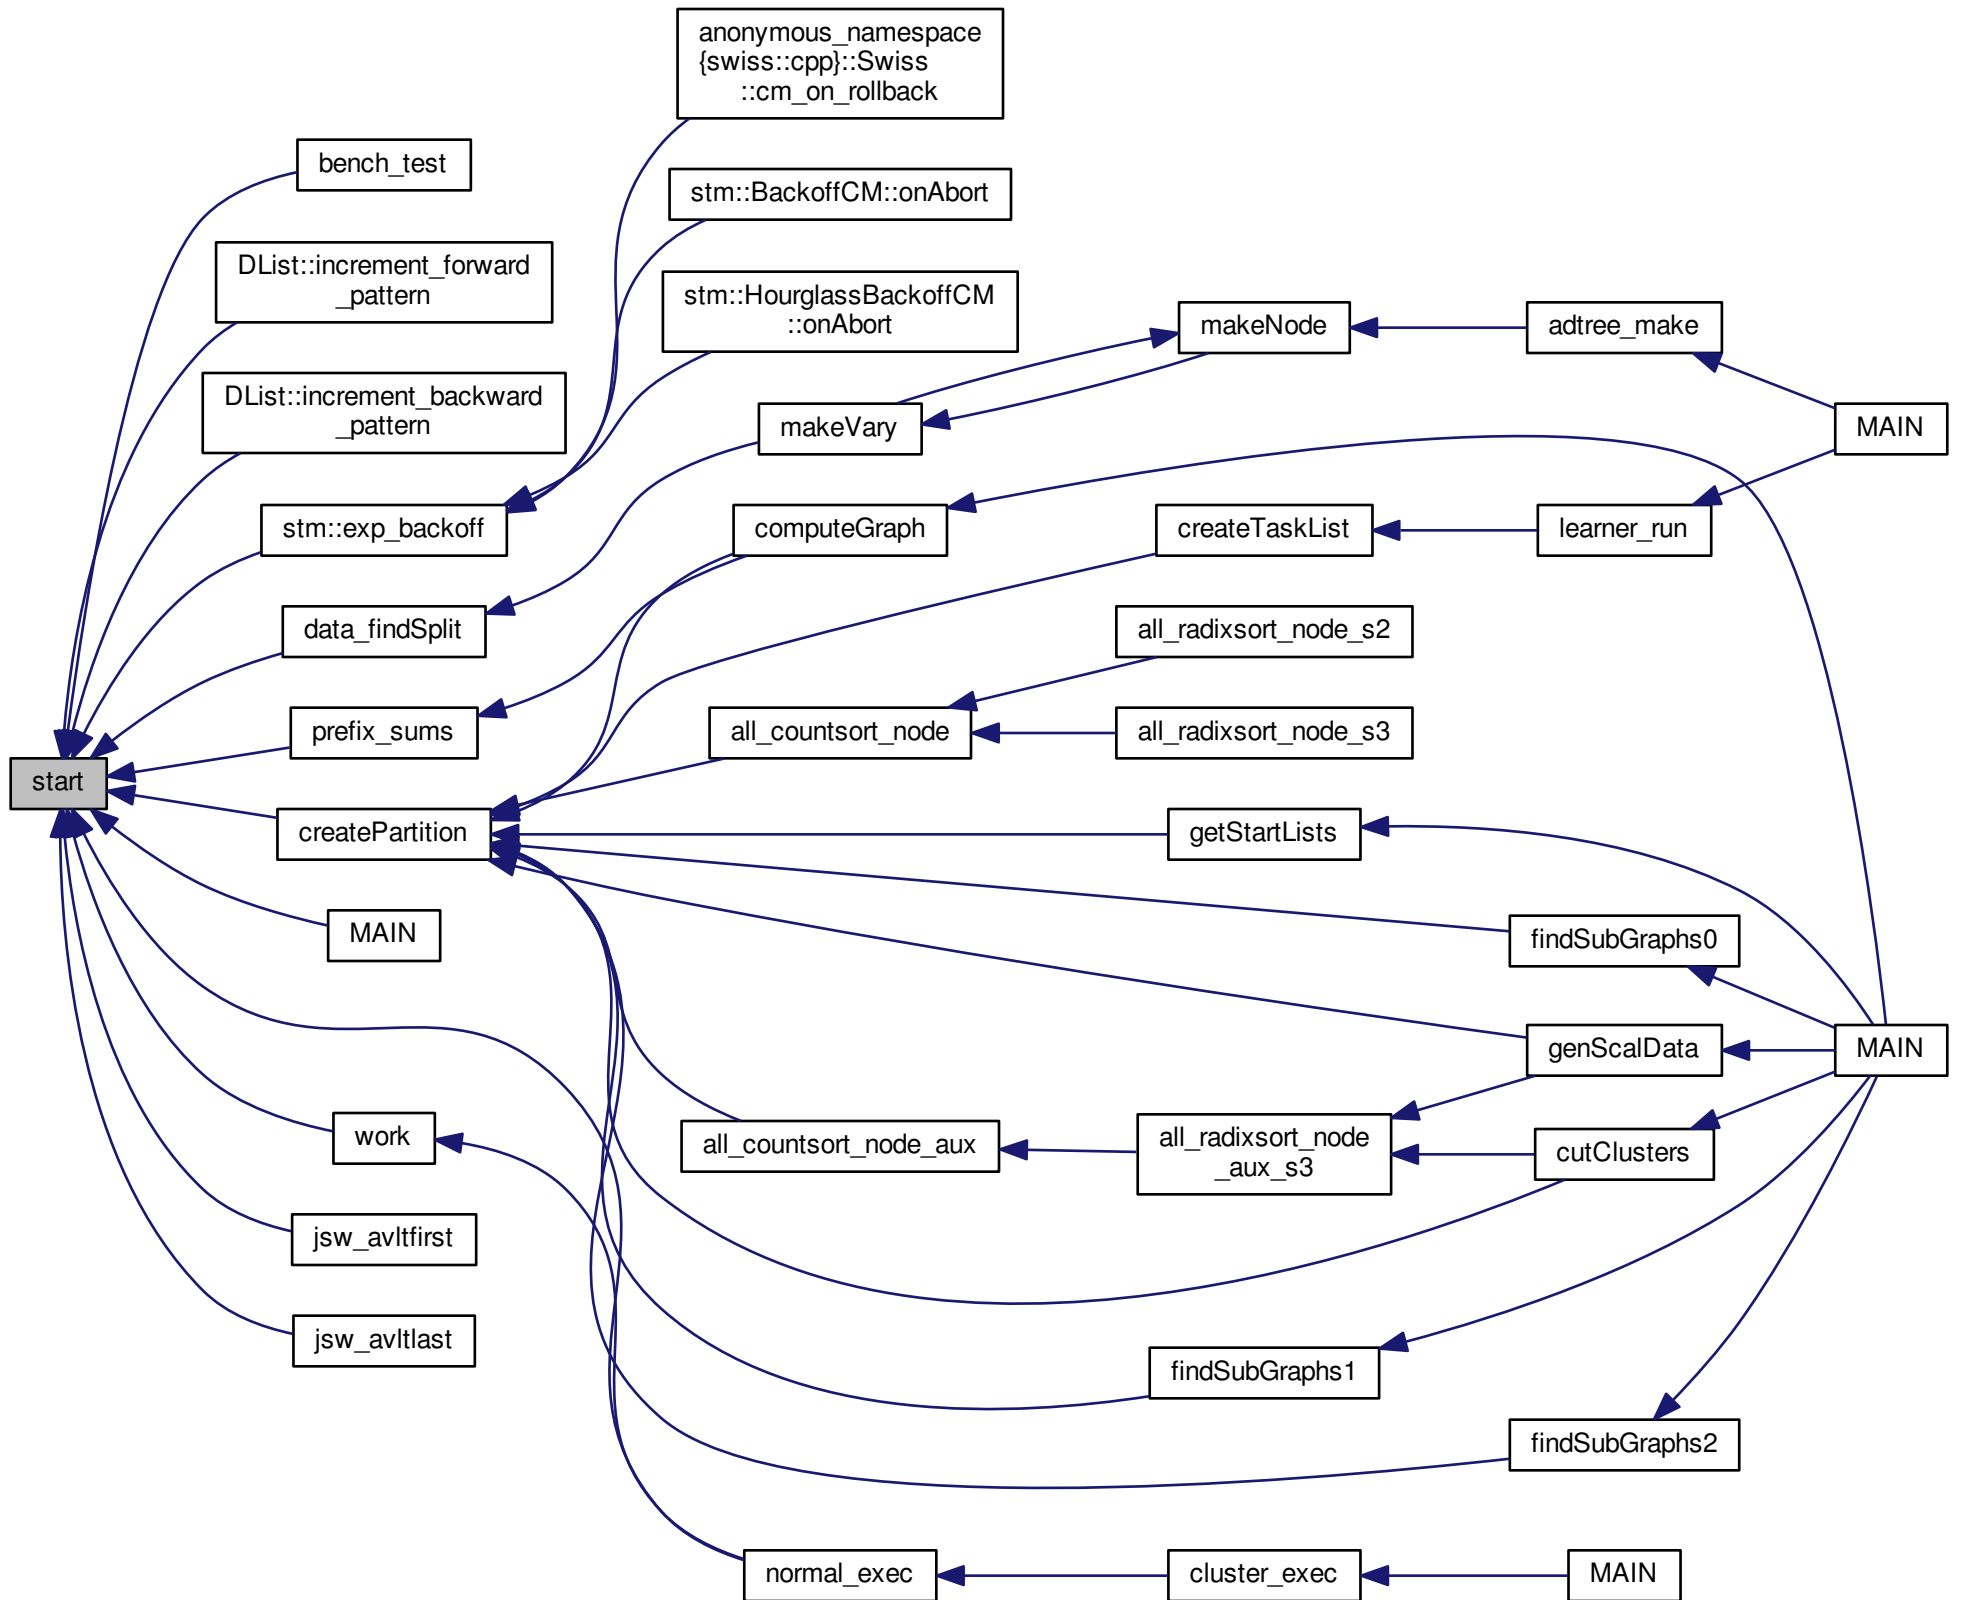 anonymous_namespace
{swiss::cpp}::Swiss
::cm_on_rollback
bench_test
stm::BackoffCM::onAbort
DList::increment_forward
_pattern
stm::HourglassBackoffCM
::onAbort
makeNode
adtree_make
DList::increment_backward
_pattern
makeVary
MAIN
stm::exp_backoff
computeGraph
createTaskList
learner_run
data_findSplit
all_radixsort_node_s2
prefix_sums
all_countsort_node
all_radixsort_node_s3
start
createPartition
getStartLists
MAIN
findSubGraphs0
genScalData
MAIN
work
all_countsort_node_aux
all_radixsort_node
_aux_s3
cutClusters
jsw_avltfirst
jsw_avltlast
findSubGraphs1
findSubGraphs2
normal_exec
cluster_exec
MAIN